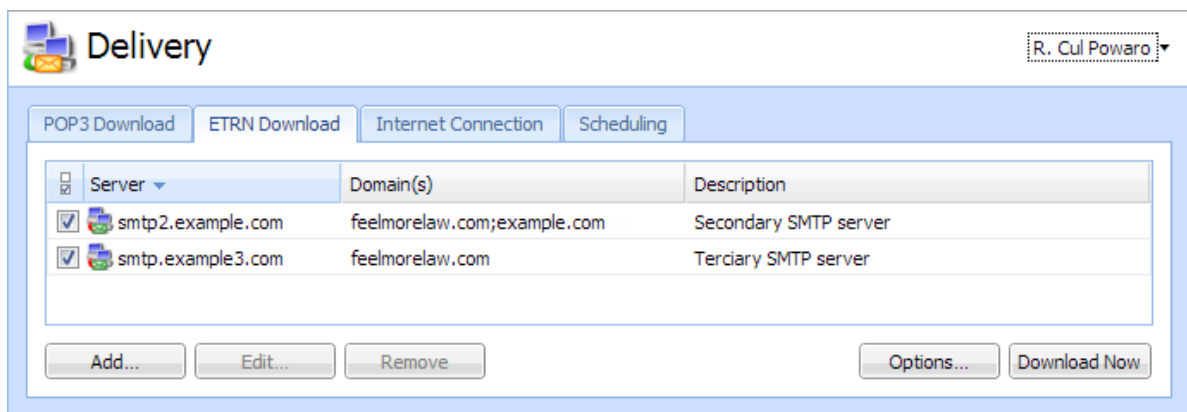 Delivery
R. Cul Powaro
POP3 Download ETRN Download Internet Connection Scheduling
Server Domain(s) Description
smtp2.example.com feelmorelaw.com;example.com Secondary SMTP server
smtp.example3.com feelmorelaw.com Terciary SMTP server
Add... Edit... Remove Options... Download Now